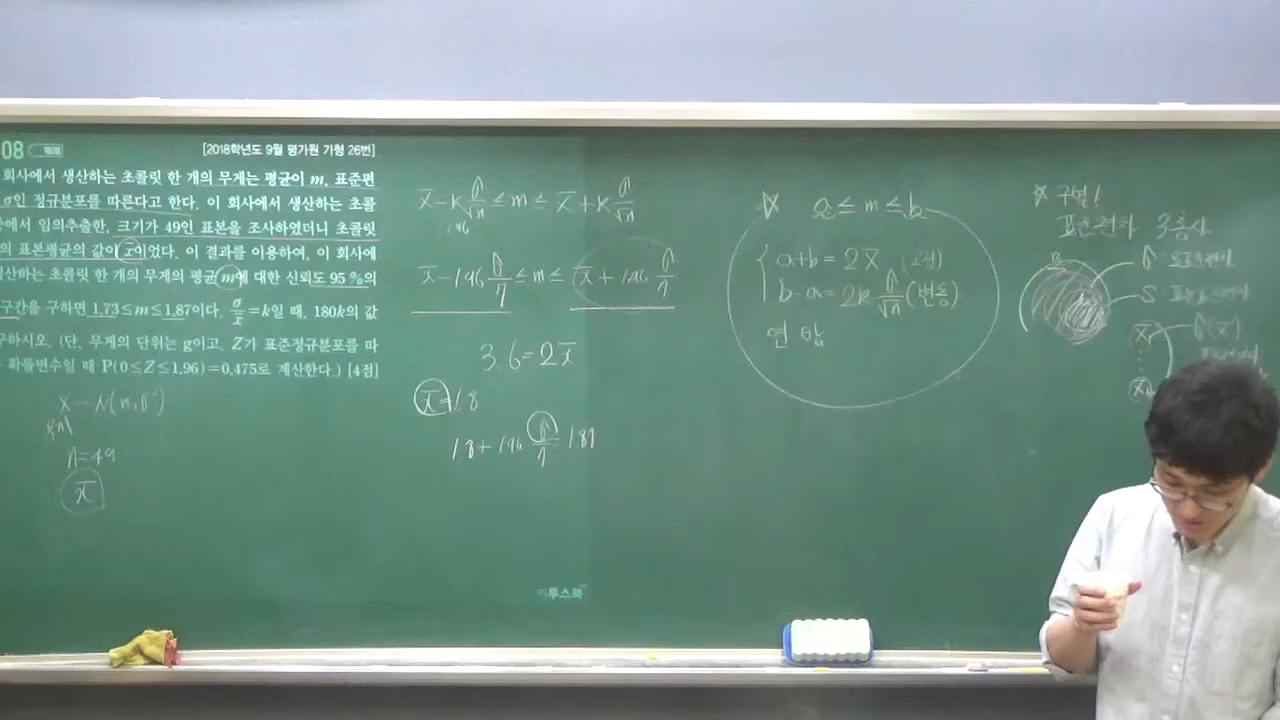 08
[2018학년도 9월 평가원 가형 26번]
회사에서 생산하는 초콜릿 한 개의 무게는 평균이 m, 표준편
σ인 정규분포를 따른다고 한다. 이 회사에서 생산하는 초콜
에서 임의추출한, 크기가 49인 표본을 조사하였더니 초콜릿
의 표본평균의 값이 x̄이었다. 이 결과를 이용하여, 이 회사에
산하는 초콜릿 한 개의 무게의 평균 m에 대한 신뢰도 95 %의
구간을 구하면 1.73≤m≤1.87이다. σ/x̄=k일 때, 180k의 값
구하시오. (단, 무게의 단위는 g이고, Z가 표준정규분포를 따
확률변수일 때 P(0≤Z≤1.96)=0.475로 계산한다.) [4점]
X ~ N(m, σ²)
n=49
x̄
x̄-K σ/√n ≤ m ≤ x̄+K σ/√n
1.96
x̄-1.96 σ/7 ≤ m ≤ x̄+1.96 σ/7
3.6=2x̄
x̄=1.8
1.8+1.96 σ/7=1.87
☆ a≤m≤b
a+b=2x̄
b-a=2k σ/√n (변동)
연 방
☆ 구별!
표준편차 3총사
σ
S
x̄
σ(x̄)
이투스북